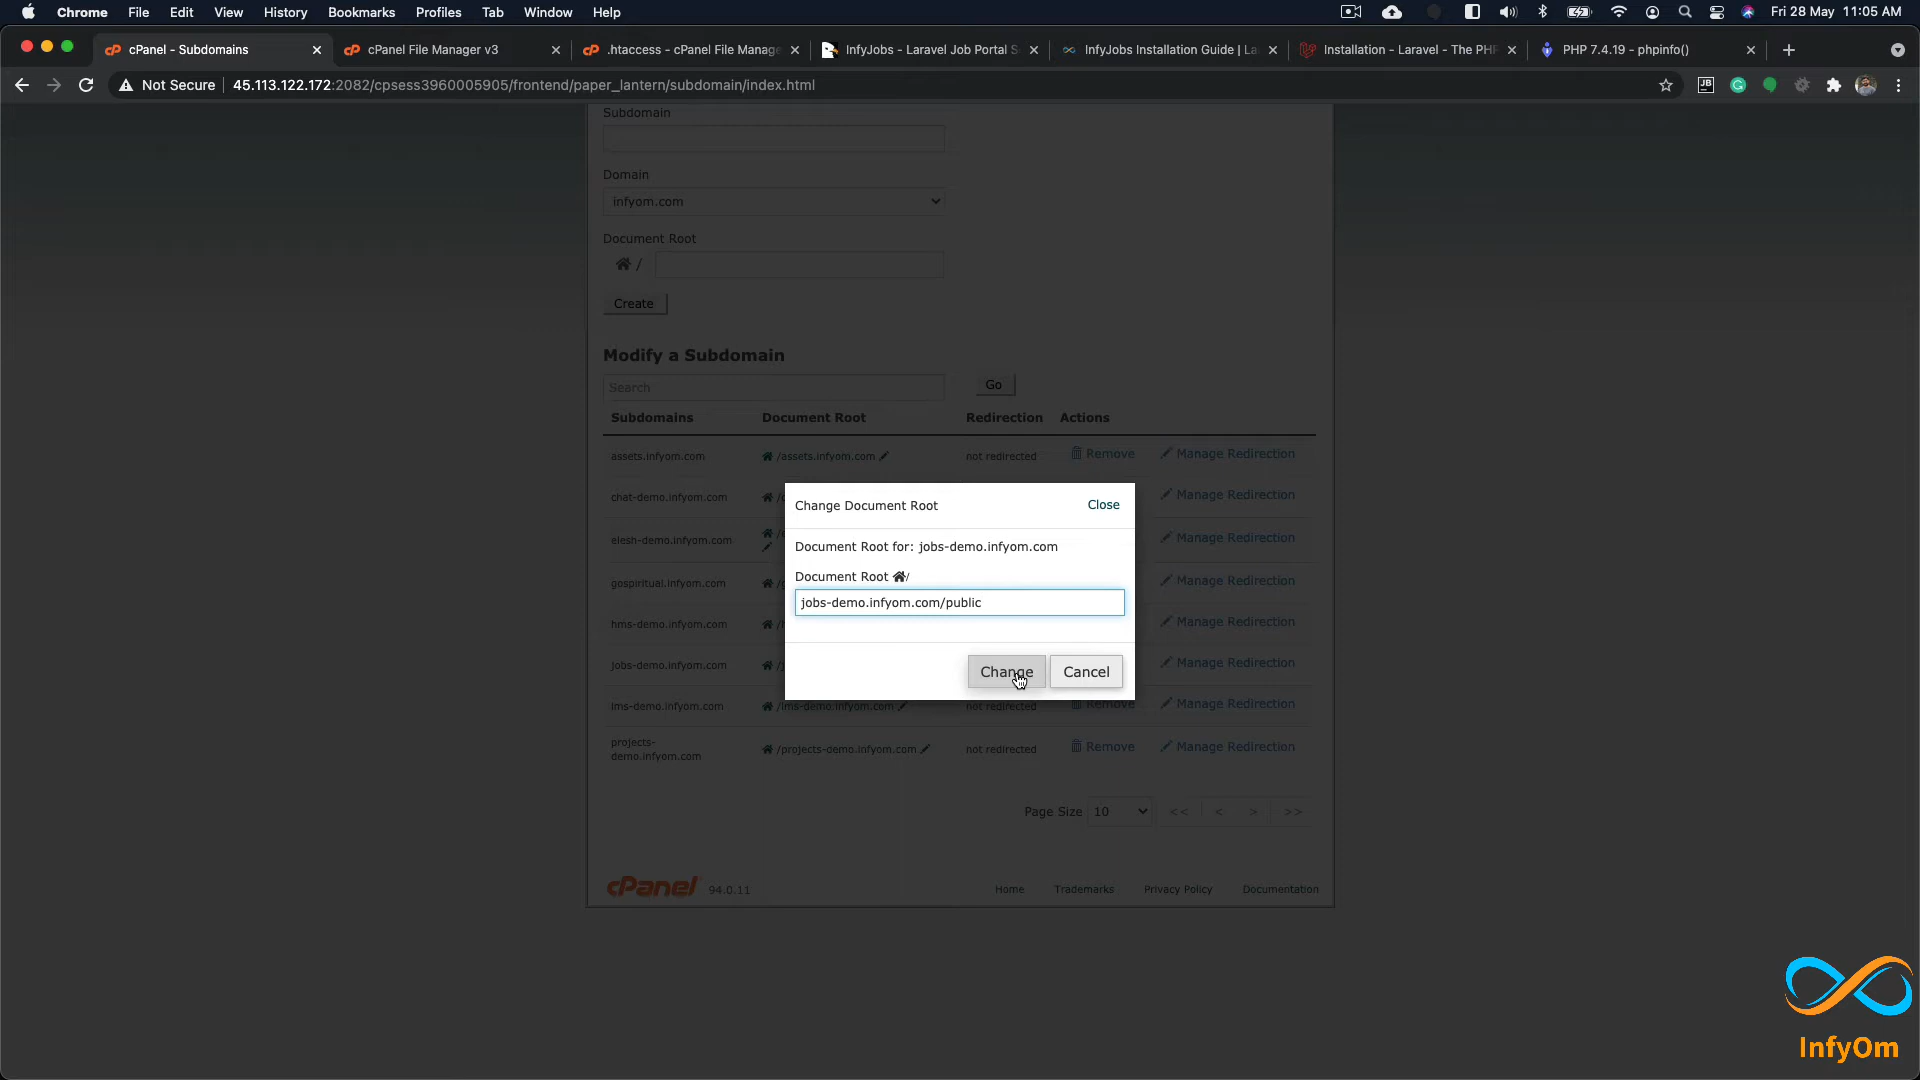 Chrome File Edit View History Bookmarks Profiles Tab Window Help Fri 28 May 11:05 AM
cPanel - Subdomains cPanel File Manager v3 .htaccess - cPanel File Manage InfyJobs - Laravel Job Portal S InfyJobs Installation Guide | La Installation - Laravel - The PHP PHP 7.4.19 - phpinfo()
Not Secure 45.113.122.172:2082/cpsess3960005905/frontend/paper_lantern/subdomain/index.html JB
Subdomain
Domain
infyom.com
Document Root
/
Create
Modify a Subdomain
Search Go
Subdomains Document Root Redirection Actions
assets.infyom.com /assets.infyom.com not redirected Remove Manage Redirection
chat-demo.infyom.com Manage Redirection
elesh-demo.infyom.com Manage Redirection
gospiritual.infyom.com Manage Redirection
hms-demo.infyom.com Manage Redirection
jobs-demo.infyom.com Manage Redirection
lms-demo.infyom.com /lms-demo.infyom.com not redirected Remove Manage Redirection
projects-
demo.infyom.com /projects-demo.infyom.com not redirected Remove Manage Redirection
Change Document Root Close
Document Root for: jobs-demo.infyom.com
Document Root /
jobs-demo.infyom.com/public
Change Cancel
Page Size 10 << < > >>
cPanel 94.0.11 Home Trademarks Privacy Policy Documentation
InfyOm